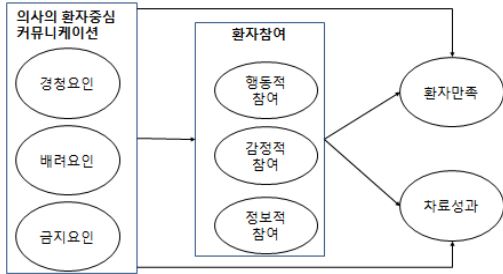 의사의 환자중심
커뮤니케이션
경청요인
배려요인
금지요인
환자참여
행동적
참여
감정적
참여
정보적
참여
환자만족
차료성과